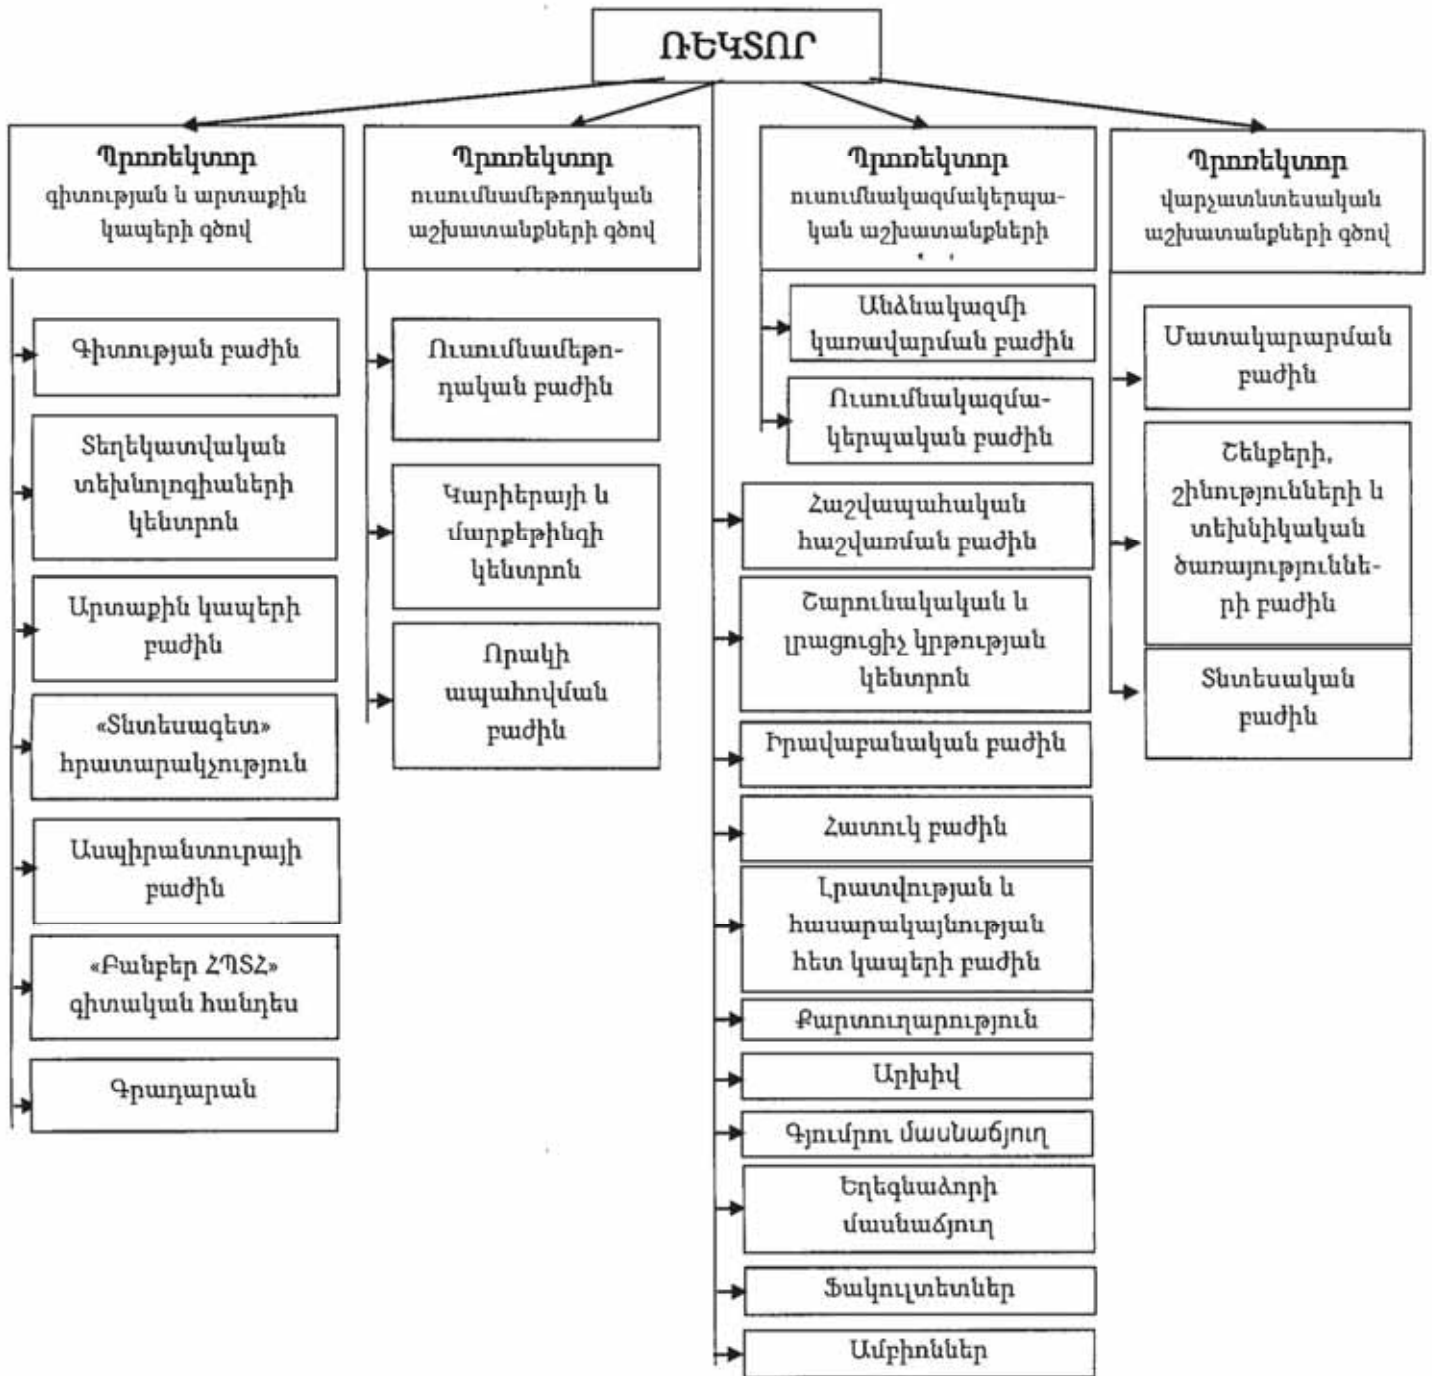 ՌԵԿՏՈՐ
Պրոռեկտոր
գիտության և արտաքին
կապերի գծով
Պրոռեկտոր
ուսումնամեթոդական
աշխատանքների գծով
Պրոռեկտոր
ուսումնակազմակերպա-
կան աշխատանքների
Պրոռեկտոր
վարչատնտեսական
աշխատանքների գծով
Գիտության բաժին
Տեղեկատվական
տեխնոլոգիաների
կենտրոն
Արտաքին կապերի
բաժին
«Տնտեսագետ»
հրատարակչություն
Ասպիրանտուրայի
բաժին
«Բանբեր ՀՊՏՀ»
գիտական հանդես
Գրադարան
Ուսումնամեթո-
դական բաժին
Կարիերայի և
մարքեթինգի
կենտրոն
Որակի
ապահովման
բաժին
Անձնակազմի
կառավարման բաժին
Ուսումնակազմա-
կերպական բաժին
Հաշվապահական
հաշվառման բաժին
Շարունակական և
լրացուցիչ կրթության
կենտրոն
Իրավաբանական բաժին
Հատուկ բաժին
Լրատվության և
հասարակայնության
հետ կապերի բաժին
Քարտուղարություն
Արխիվ
Գյումրու մասնաճյուղ
Եղեգնաձորի
մասնաճյուղ
Ֆակուլտետներ
Ամբիոններ
Մատակարարման
բաժին
Շենքերի,
շինությունների և
տեխնիկական
ծառայություննե-
րի բաժին
Տնտեսական
բաժին